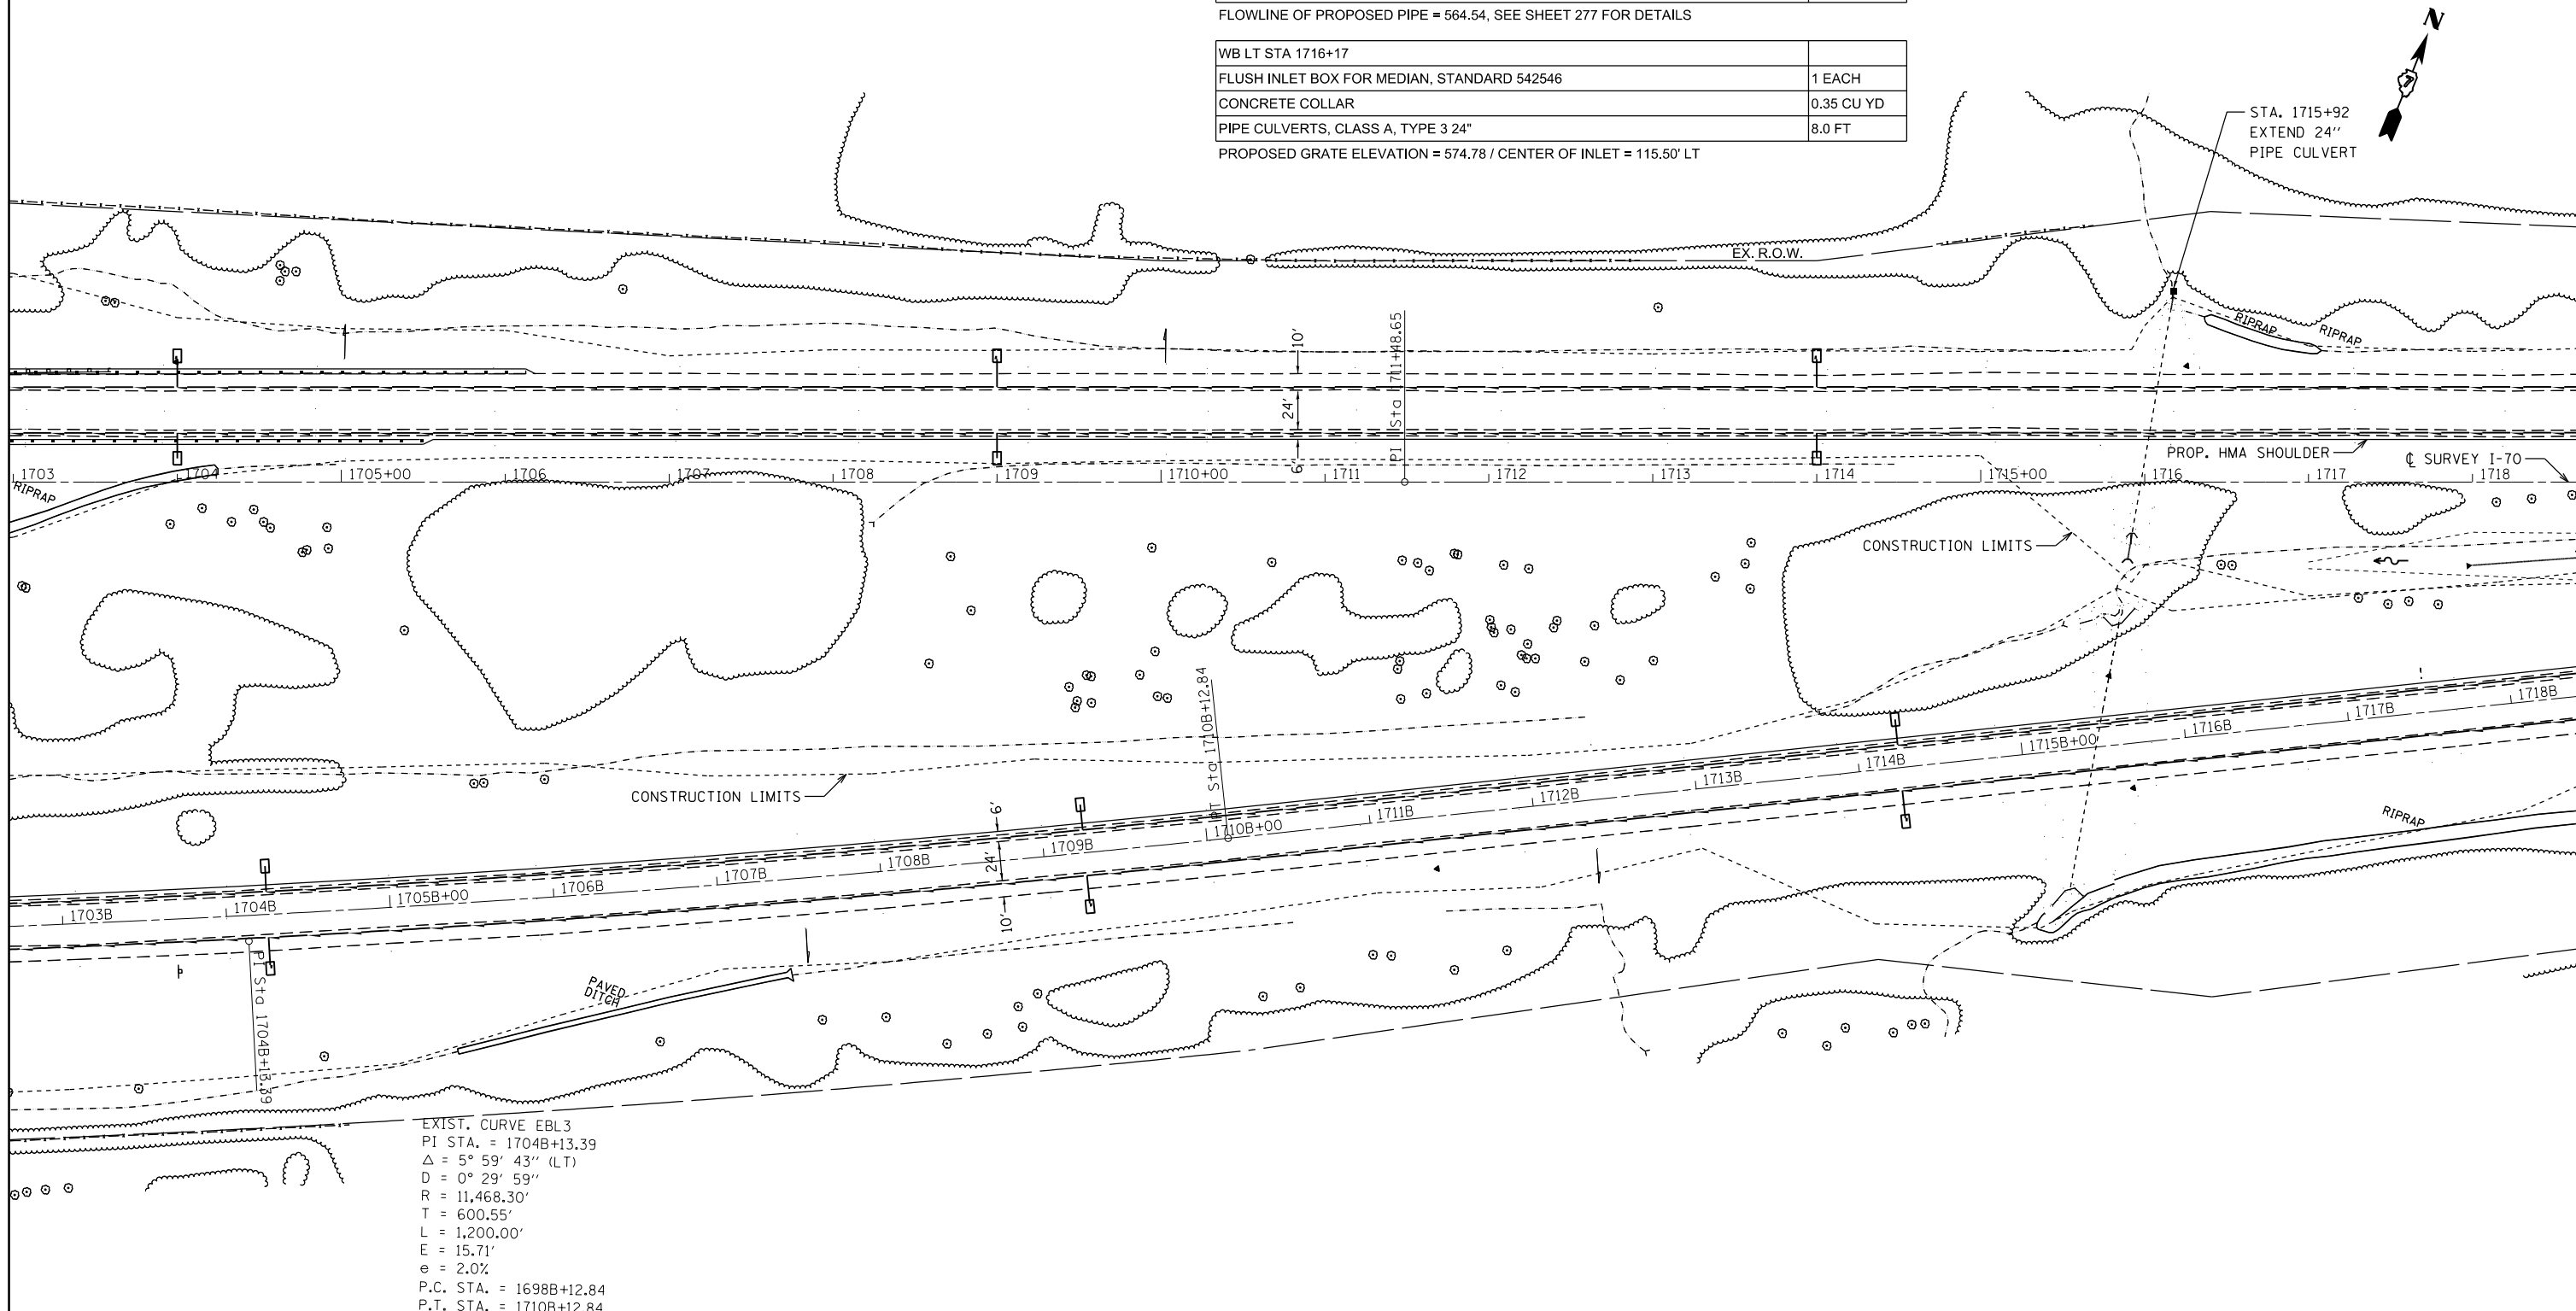 FLOWLINE OF PROPOSED PIPE = 564.54, SEE SHEET 277 FOR DETAILS
WB LT STA 1716+17
FLUSH INLET BOX FOR MEDIAN, STANDARD 542546 1 EACH
CONCRETE COLLAR 0.35 CU YD
PIPE CULVERTS, CLASS A, TYPE 3 24" 8.0 FT
PROPOSED GRATE ELEVATION = 574.78 / CENTER OF INLET = 115.50' LT
N
STA. 1715+92
EXTEND 24''
PIPE CULVERT
EX. R.O.W.
RIPRAP
RIPRAP
10'
24'
6'
PI Sta 711+48.65
PROP. HMA SHOULDER
℄ SURVEY I-70
1703
1704
1705+00
1706
1707
1708
1709
1710+00
1711
1712
1713
1714
1715+00
1716
1717
1718
RIPRAP
CONSTRUCTION LIMITS
PT Sta 1710B+12.84
CONSTRUCTION LIMITS
6'
24'
10'
1703B
1704B
1705B+00
1706B
1707B
1708B
1709B
1710B+00
1711B
1712B
1713B
1714B
1715B+00
1716B
1717B
1718B
RIPRAP
PI Sta 1704B+13.39
PAVED
DITCH
EXIST. CURVE EBL3
PI STA. = 1704B+13.39
Δ = 5° 59' 43'' (LT)
D = 0° 29' 59''
R = 11,468.30'
T = 600.55'
L = 1,200.00'
E = 15.71'
e = 2.0%
P.C. STA. = 1698B+12.84
P.T. STA. = 1710B+12.84